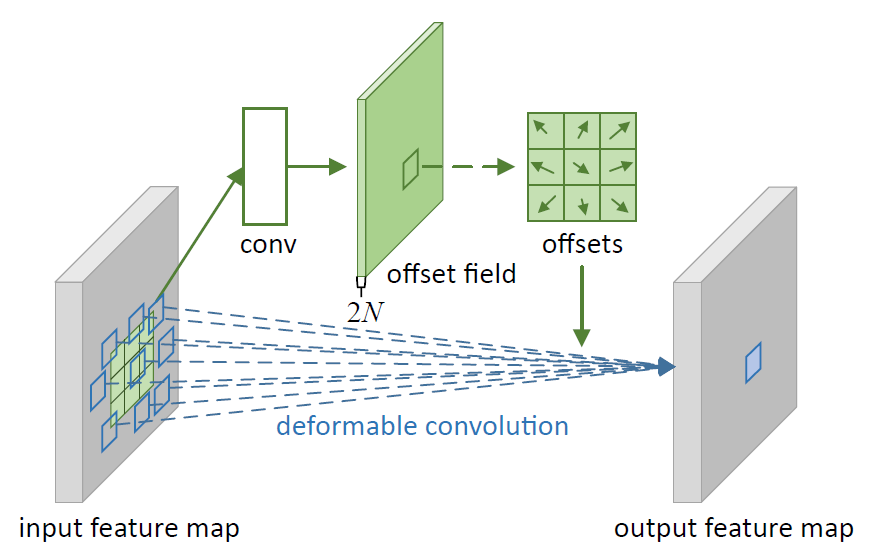 conv
offset field
2N
offsets
deformable convolution
input feature map
output feature map